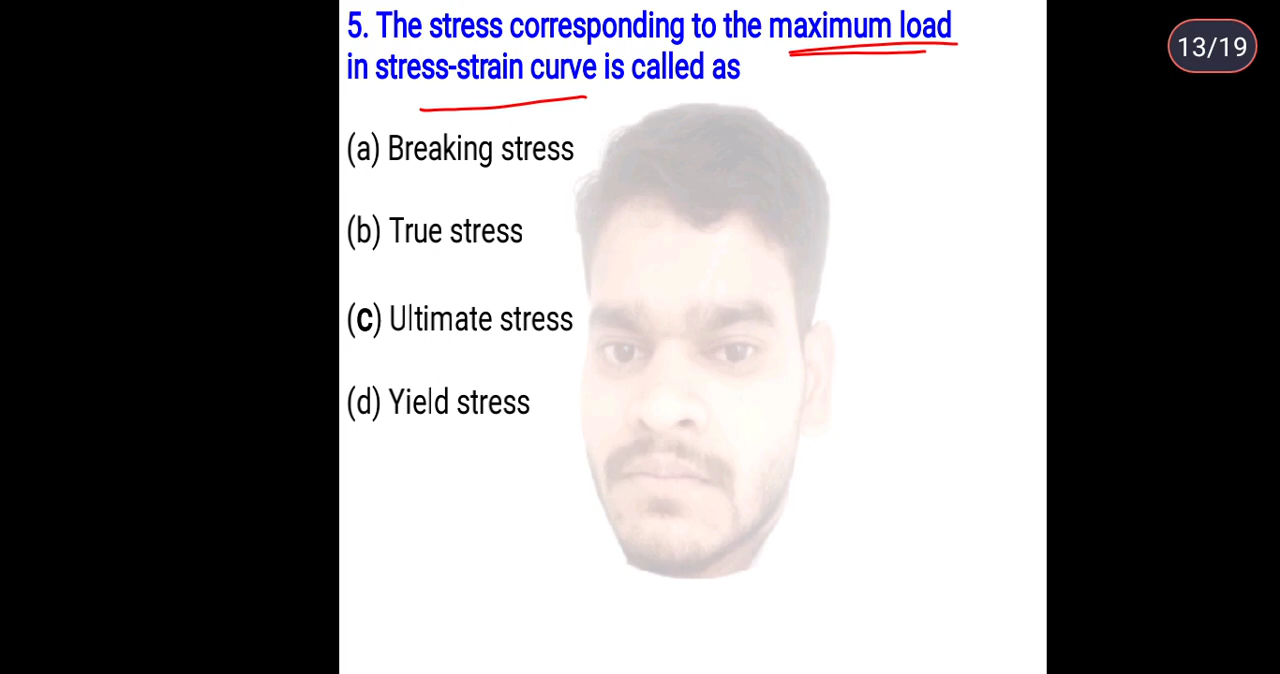 5. The stress corresponding to the maximum load
in stress-strain curve is called as
13/19
(a) Breaking stress
(b) True stress
(c) Ultimate stress
(d) Yield stress